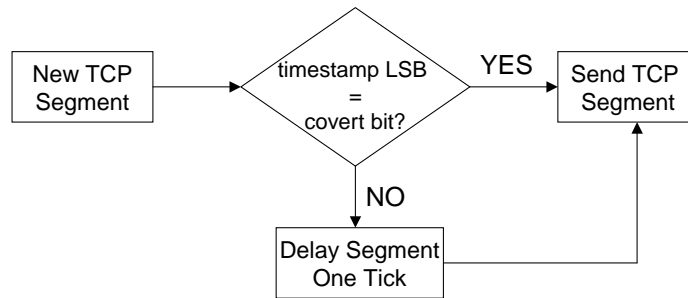 New TCP
Segment
timestamp LSB
=
covert bit?
YES
Send TCP
Segment
NO
Delay Segment
One Tick